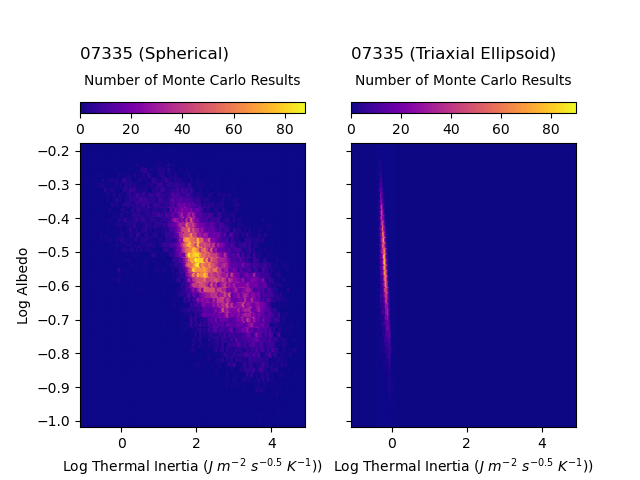 07335 (Spherical)
Number of Monte Carlo Results
0 20 40 60 80
−0.2
−0.3
−0.4
−0.5
−0.6
−0.7
−0.8
−0.9
−1.0
Log Albedo
0 2 4
Log Thermal Inertia (J m⁻² s⁻⁰·⁵ K⁻¹))
07335 (Triaxial Ellipsoid)
Number of Monte Carlo Results
0 20 40 60 80
0 2 4
Log Thermal Inertia (J m⁻² s⁻⁰·⁵ K⁻¹))